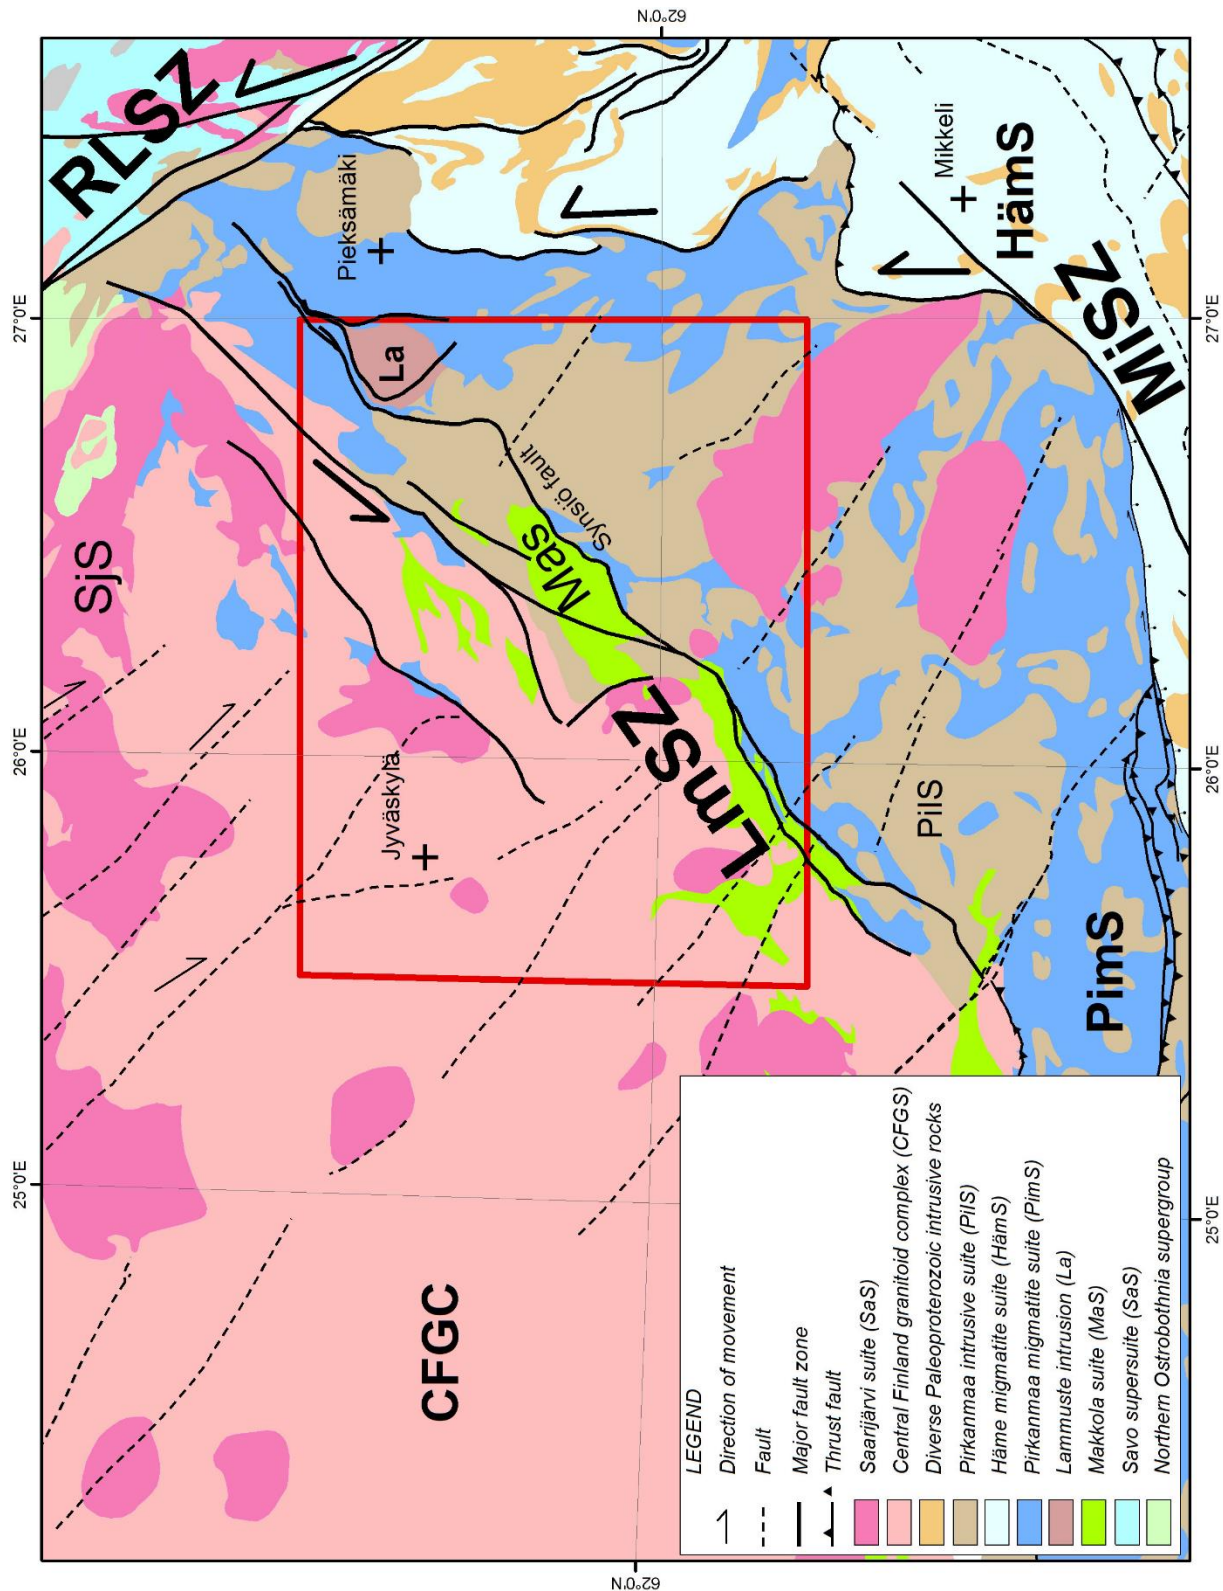 27°0'E
26°0'E
25°0'E
62°0'N
62°0'N
RLSZ
SjS
Pieksämäki
La
Synsiö fault
Mas
Jyväskylä
LmSZ
Mikkeli
HämS
MiSZ
PilS
PimS
CFGC
LEGEND
Direction of movement
Fault
Major fault zone
Thrust fault
Saarijärvi suite (SaS)
Central Finland granitoid complex (CFGS)
Diverse Paleoproterozoic intrusive rocks
Pirkanmaa intrusive suite (PilS)
Häme migmatite suite (HämS)
Pirkanmaa migmatite suite (PimS)
Lammuste intrusion (La)
Makkola suite (MaS)
Savo supersuite (SaS)
Northern Ostrobothnia supergroup
27°0'E
26°0'E
25°0'E